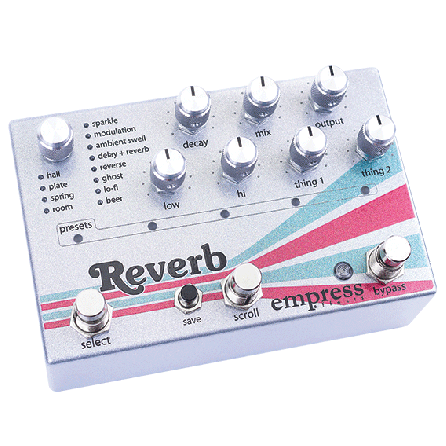 sparkle
modulation
ambient swell
delay + reverb
reverse
ghost
lo-fi
beer
hall
plate
spring
room
decay
mix
output
low
hi
thing 1
thing 2
presets
Reverb
empress
select
save
scroll
bypass